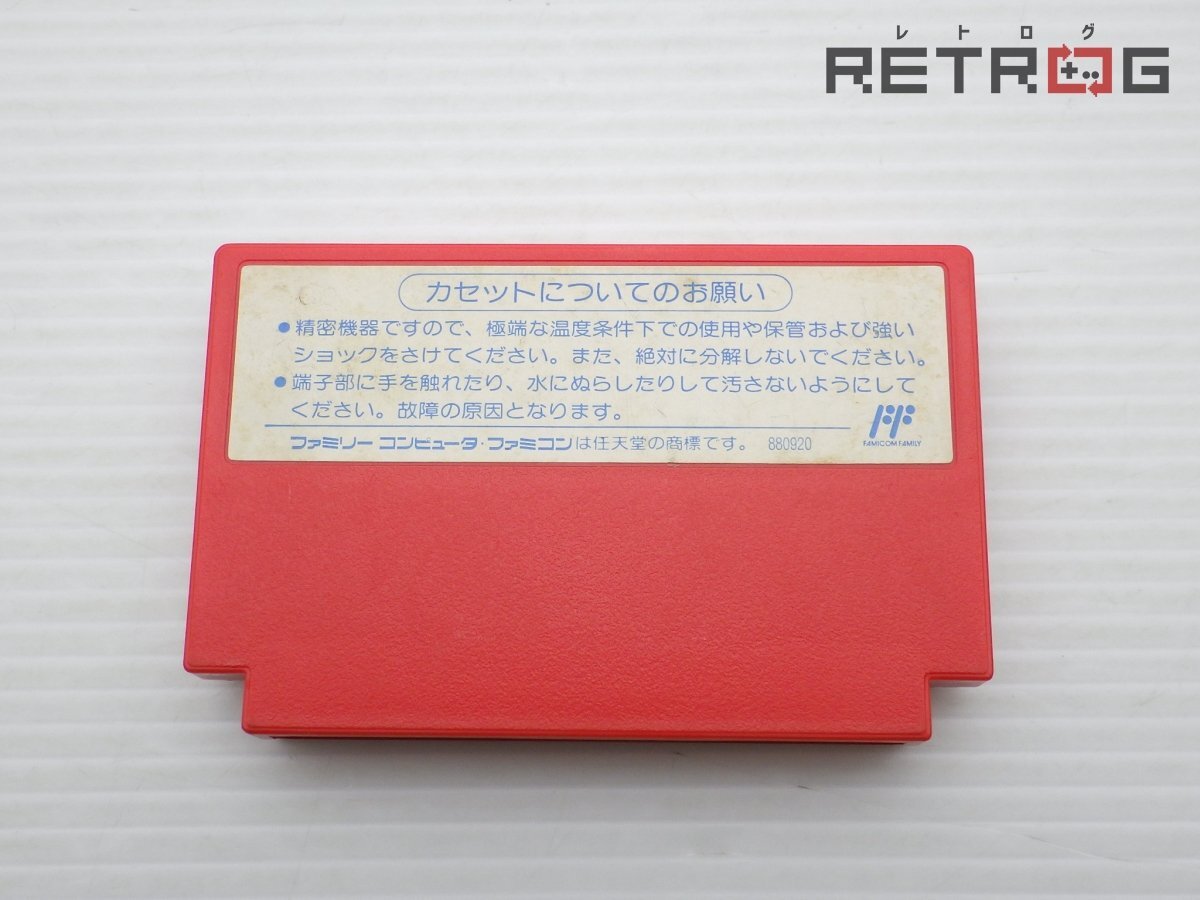 レトログ
RETROG
カセットについてのお願い
●精密機器ですので、極端な温度条件下での使用や保管および強い
ショックをさけてください。また、絶対に分解しないでください。
●端子部に手を触れたり、水にぬらしたりして汚さないようにして
ください。故障の原因となります。
FF
FAMICOM FAMILY
ファミリー コンピュータ・ファミコンは任天堂の商標です。 880920